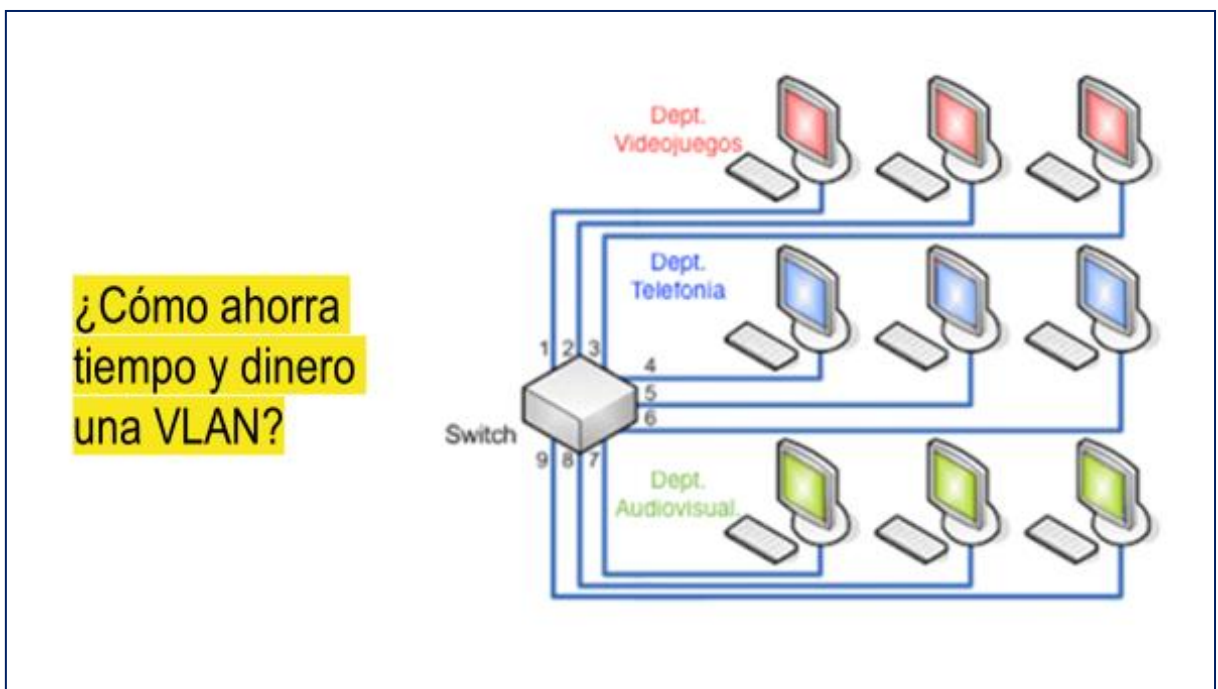 ¿Cómo ahorra
tiempo y dinero
una VLAN?
Dept.
Videojuegos
Dept.
Telefonia
1 2 3
4
5
6
Switch
9 8 7
Dept.
Audiovisual.